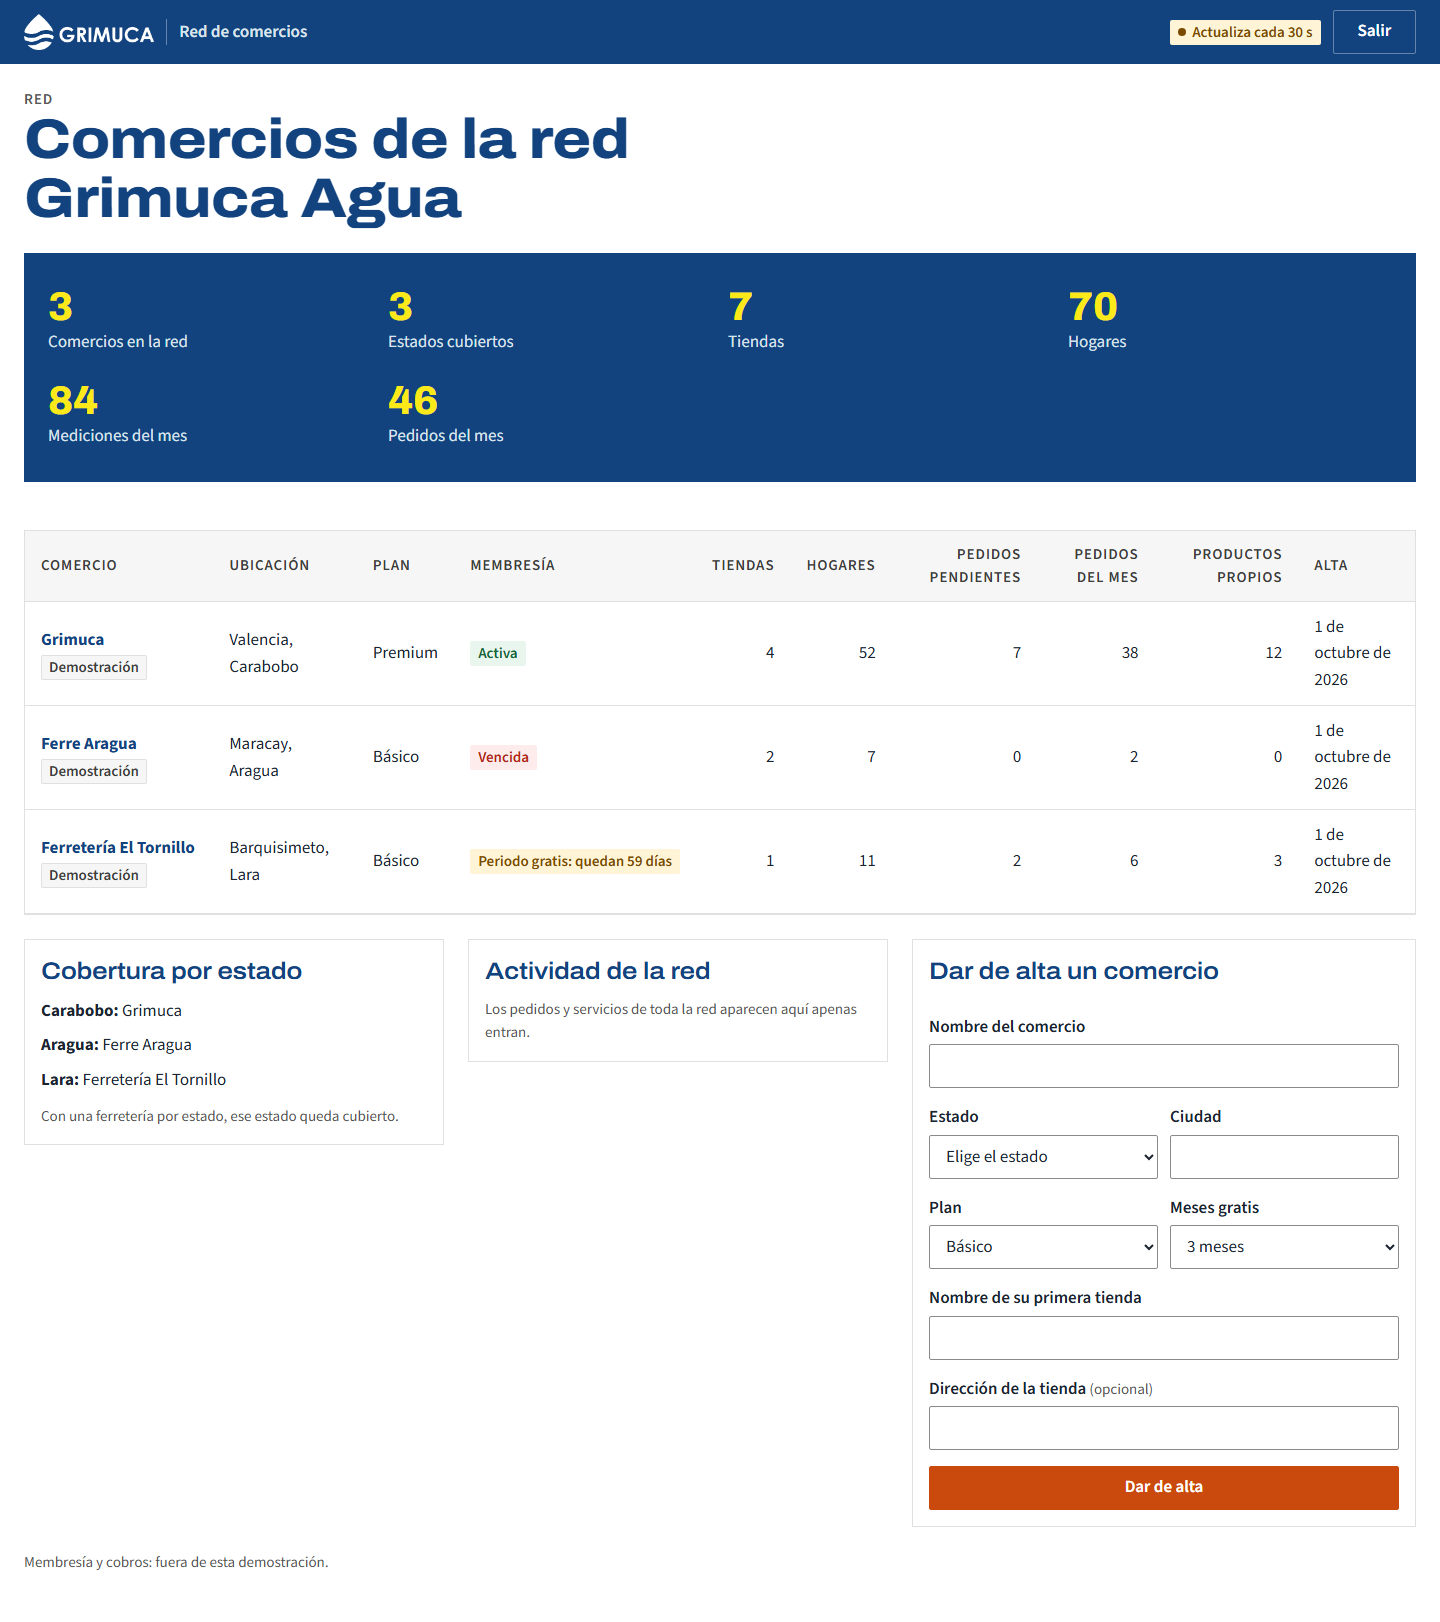 GRIMUCA
Red de comercios
Actualiza cada 30 s
Salir
RED
Comercios de la red
Grimuca Agua
3
Comercios en la red
3
Estados cubiertos
7
Tiendas
70
Hogares
84
Mediciones del mes
46
Pedidos del mes
COMERCIO
UBICACIÓN
PLAN
MEMBRESÍA
TIENDAS
HOGARES
PEDIDOS
PENDIENTES
PEDIDOS
DEL MES
PRODUCTOS
PROPIOS
ALTA
Grimuca
Demostración
Valencia,
Carabobo
Premium
Activa
4
52
7
38
12
1 de
octubre de
2026
Ferre Aragua
Demostración
Maracay,
Aragua
Básico
Vencida
2
7
0
2
0
1 de
octubre de
2026
Ferretería El Tornillo
Demostración
Barquisimeto,
Lara
Básico
Periodo gratis: quedan 59 días
1
11
2
6
3
1 de
octubre de
2026
Cobertura por estado
Carabobo: Grimuca
Aragua: Ferre Aragua
Lara: Ferretería El Tornillo
Con una ferretería por estado, ese estado queda cubierto.
Actividad de la red
Los pedidos y servicios de toda la red aparecen aquí apenas
entran.
Dar de alta un comercio
Nombre del comercio
Estado
Elige el estado
Ciudad
Plan
Básico
Meses gratis
3 meses
Nombre de su primera tienda
Dirección de la tienda (opcional)
Dar de alta
Membresía y cobros: fuera de esta demostración.